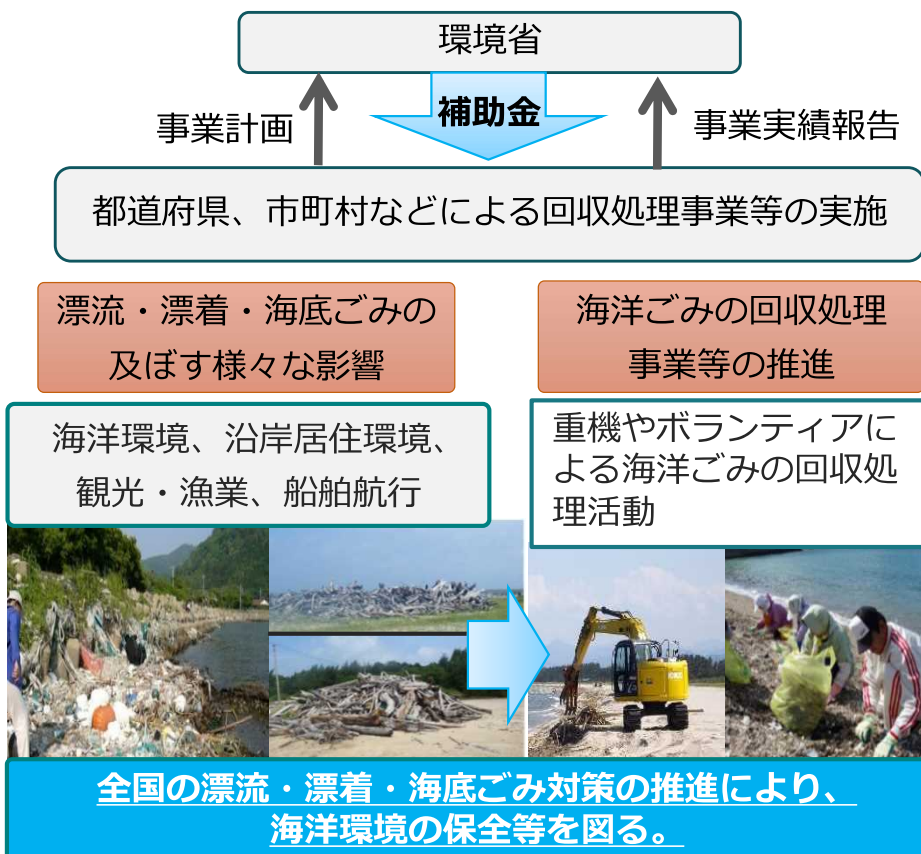 環境省
補助金
事業計画
事業実績報告
都道府県、市町村などによる回収処理事業等の実施
漂流・漂着・海底ごみの
及ぼす様々な影響
海洋環境、沿岸居住環境、
観光・漁業、船舶航行
海洋ごみの回収処理
事業等の推進
重機やボランティアに
よる海洋ごみの回収処
理活動
全国の漂流・漂着・海底ごみ対策の推進により、
海洋環境の保全等を図る。